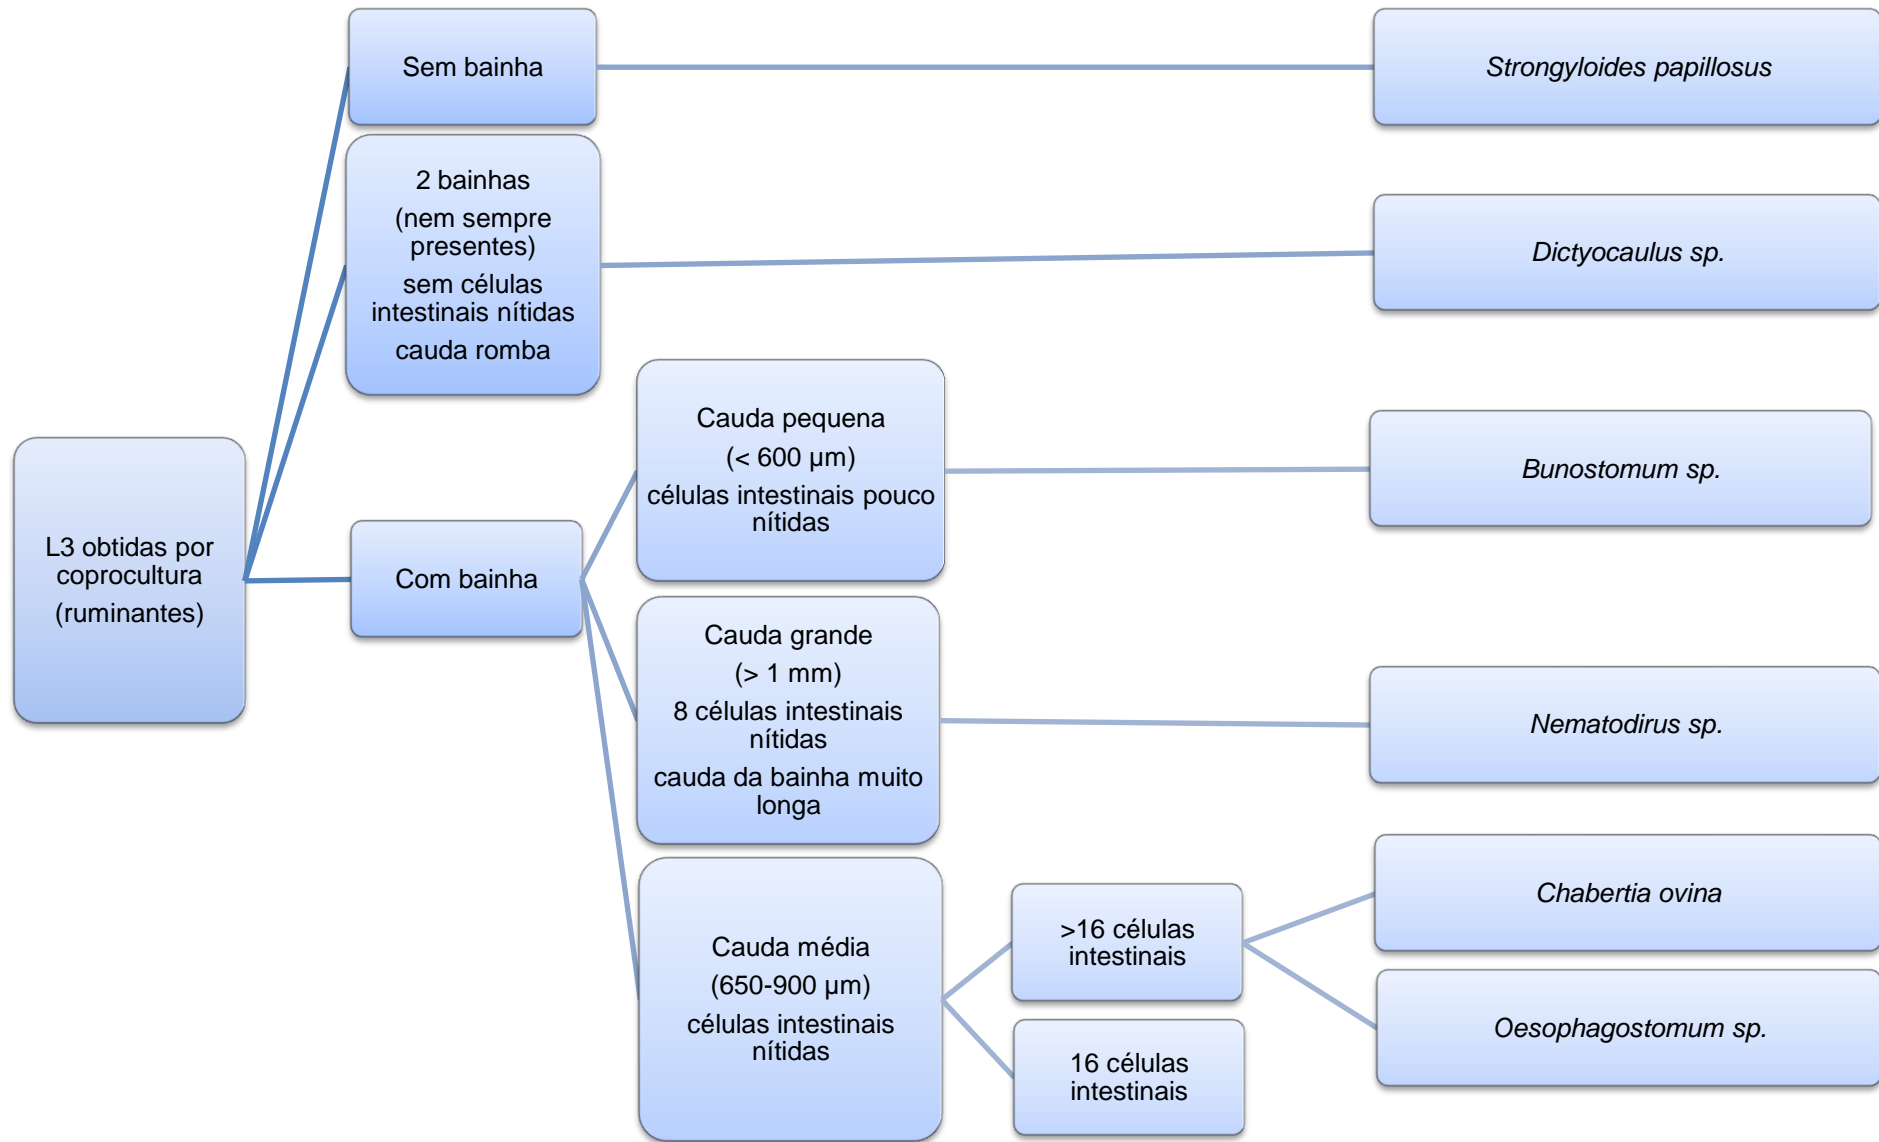 Sem bainha
Strongyloides papillosus
2 bainhas
(nem sempre
presentes)
sem células
intestinais nítidas
cauda romba
Dictyocaulus sp.
L3 obtidas por
coprocultura
(ruminantes)
Com bainha
Cauda pequena
(< 600 µm)
células intestinais pouco
nítidas
Bunostomum sp.
Cauda grande
(> 1 mm)
8 células intestinais
nítidas
cauda da bainha muito
longa
Nematodirus sp.
Cauda média
(650-900 µm)
células intestinais
nítidas
>16 células
intestinais
Chabertia ovina
Oesophagostomum sp.
16 células
intestinais